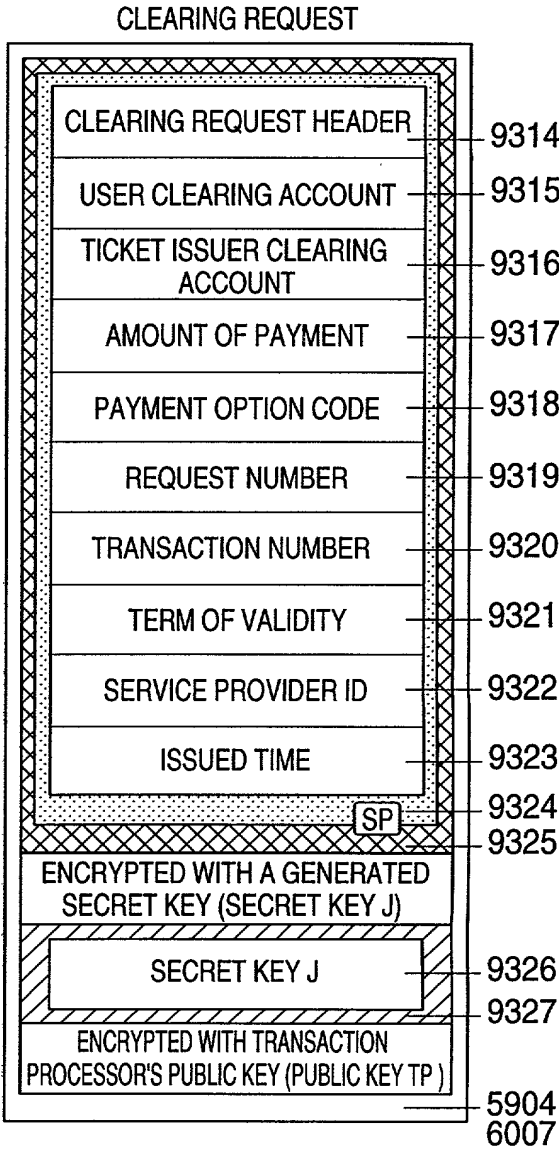 CLEARING REQUEST
CLEARING REQUEST HEADER
9314
USER CLEARING ACCOUNT
9315
TICKET ISSUER CLEARING
ACCOUNT
9316
AMOUNT OF PAYMENT
9317
PAYMENT OPTION CODE
9318
REQUEST NUMBER
9319
TRANSACTION NUMBER
9320
TERM OF VALIDITY
9321
SERVICE PROVIDER ID
9322
ISSUED TIME
9323
9324
SP
9325
ENCRYPTED WITH A GENERATED
SECRET KEY (SECRET KEY J)
SECRET KEY J
9326
9327
ENCRYPTED WITH TRANSACTION
PROCESSOR'S PUBLIC KEY (PUBLIC KEY TP )
5904
6007